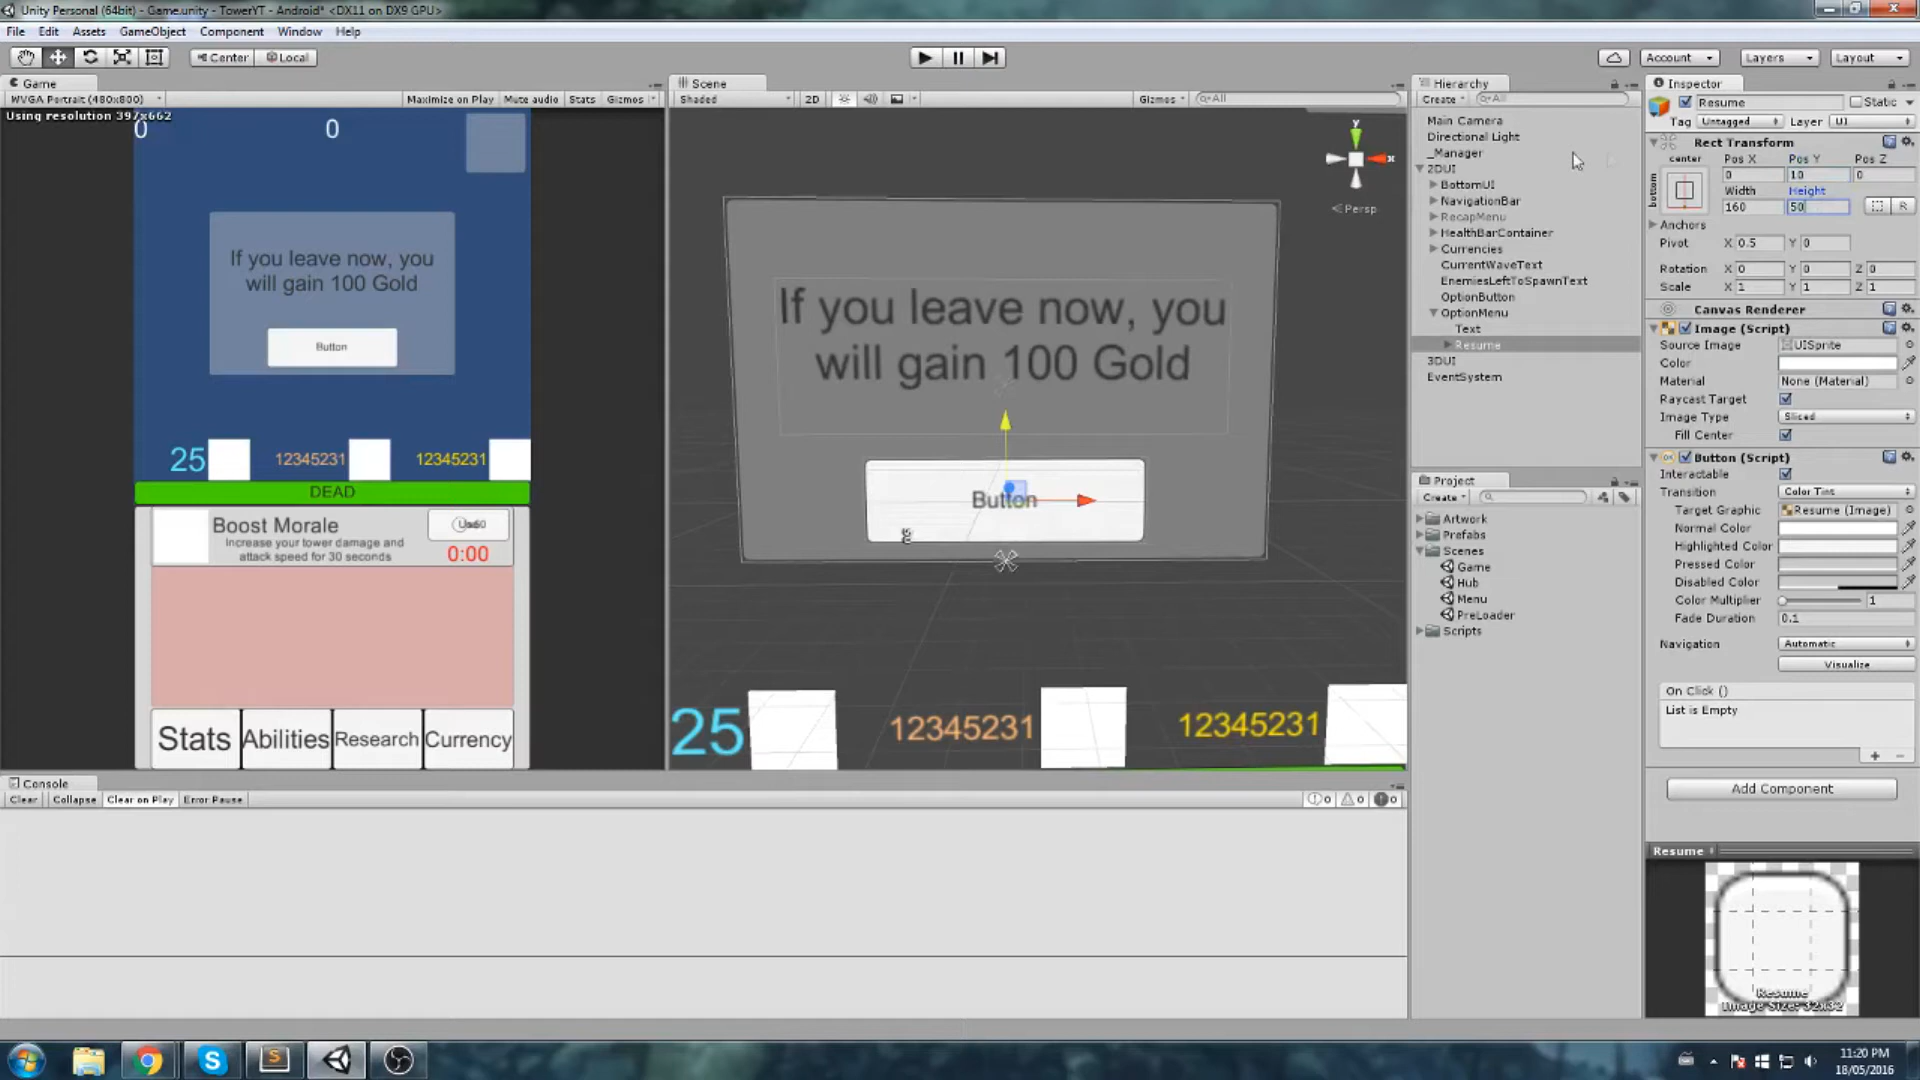 Unity Personal (64bit) - Game.unity - TowerYT - Android* <DX11 on DX9 GPU>
File Edit Assets GameObject Component Window Help
Center Local
Account Layers Layout
Game
WVGA Portrait (480x800) Maximize on Play Mute audio Stats Gizmos
Using resolution 397x662
0 0
If you leave now, you
will gain 100 Gold
Button
25 12345231 12345231
DEAD
Boost Morale
Increase your tower damage and
attack speed for 30 seconds
0:00
Stats Abilities Research Currency
Scene
Shaded 2D Gizmos All
y
x
Persp
If you leave now, you
will gain 100 Gold
Button
25 12345231 12345231
Console
Clear Collapse Clear on Play Error Pause 0 0 0
Hierarchy
Create All
Main Camera
Directional Light
_Manager
2DUI
BottomUI
NavigationBar
RecapMenu
HealthBarContainer
Currencies
CurrentWaveText
EnemiesLeftToSpawnText
OptionButton
OptionMenu
Text
Resume
3DUI
EventSystem
Project
Create
Artwork
Prefabs
Scenes
Game
Hub
Menu
PreLoader
Scripts
Inspector
Resume Static
Tag Untagged Layer UI
Rect Transform
center Pos X Pos Y Pos Z
0 10 0
bottom Width Height
160 50 R
Anchors
Pivot X 0.5 Y 0
Rotation X 0 Y 0 Z 0
Scale X 1 Y 1 Z 1
Canvas Renderer
Image (Script)
Source Image UISprite
Color
Material None (Material)
Raycast Target
Image Type Sliced
Fill Center
Button (Script)
Interactable
Transition Color Tint
Target Graphic Resume (Image)
Normal Color
Highlighted Color
Pressed Color
Disabled Color
Color Multiplier 1
Fade Duration 0.1
Navigation Automatic
Visualize
On Click ()
List is Empty
Add Component
Resume
Resume
Image Size: 32x32
11:20 PM
18/05/2016